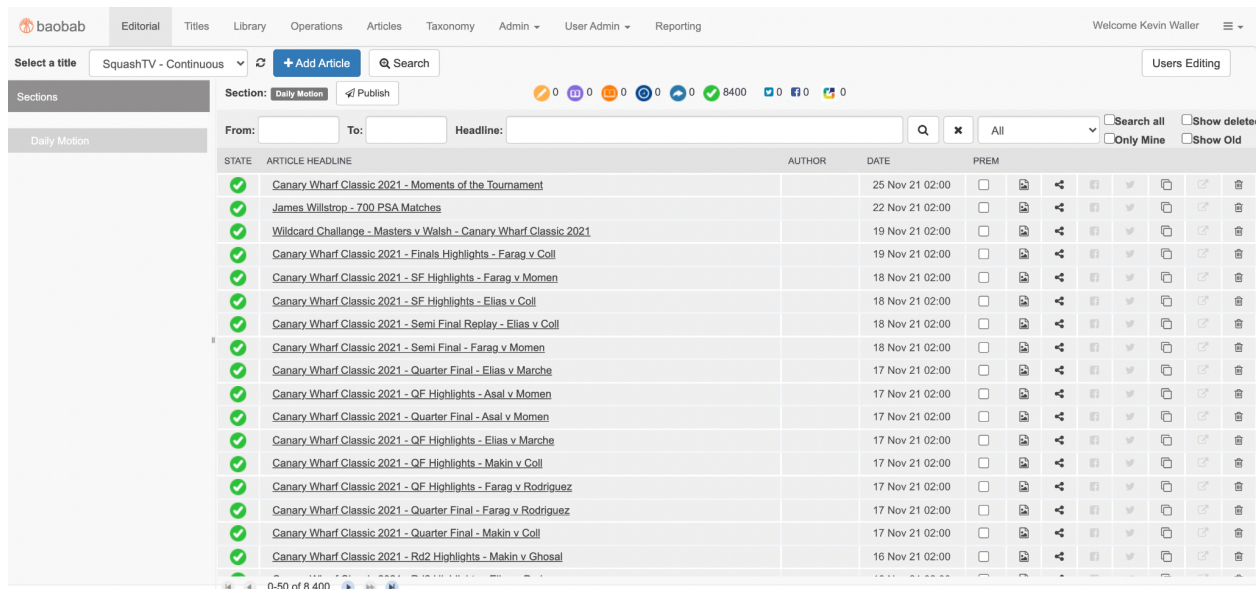 baobab Editorial Titles Library Operations Articles Taxonomy Admin User Admin Reporting Welcome Kevin Waller
Select a title SquashTV - Continuous + Add Article Search Users Editing
Sections
Section: Daily Motion Publish 0 0 0 0 0 8400 0 0 0
Daily Motion
From: To: Headline: All Search all Show deleted
Only Mine Show Old
STATE ARTICLE HEADLINE AUTHOR DATE PREM
Canary Wharf Classic 2021 - Moments of the Tournament 25 Nov 21 02:00
James Willstrop - 700 PSA Matches 22 Nov 21 02:00
Wildcard Challange - Masters v Walsh - Canary Wharf Classic 2021 19 Nov 21 02:00
Canary Wharf Classic 2021 - Finals Highlights - Farag v Coll 19 Nov 21 02:00
Canary Wharf Classic 2021 - SF Highlights - Farag v Momen 18 Nov 21 02:00
Canary Wharf Classic 2021 - SF Highlights - Elias v Coll 18 Nov 21 02:00
Canary Wharf Classic 2021 - Semi Final Replay - Elias v Coll 18 Nov 21 02:00
Canary Wharf Classic 2021 - Semi Final - Farag v Momen 18 Nov 21 02:00
Canary Wharf Classic 2021 - Quarter Final - Elias v Marche 17 Nov 21 02:00
Canary Wharf Classic 2021 - QF Highlights - Asal v Momen 17 Nov 21 02:00
Canary Wharf Classic 2021 - Quarter Final - Asal v Momen 17 Nov 21 02:00
Canary Wharf Classic 2021 - QF Highlights - Elias v Marche 17 Nov 21 02:00
Canary Wharf Classic 2021 - QF Highlights - Makin v Coll 17 Nov 21 02:00
Canary Wharf Classic 2021 - QF Highlights - Farag v Rodriguez 17 Nov 21 02:00
Canary Wharf Classic 2021 - Quarter Final - Farag v Rodriguez 17 Nov 21 02:00
Canary Wharf Classic 2021 - Quarter Final - Makin v Coll 17 Nov 21 02:00
Canary Wharf Classic 2021 - Rd2 Highlights - Makin v Ghosal 16 Nov 21 02:00
0-50 of 8,400